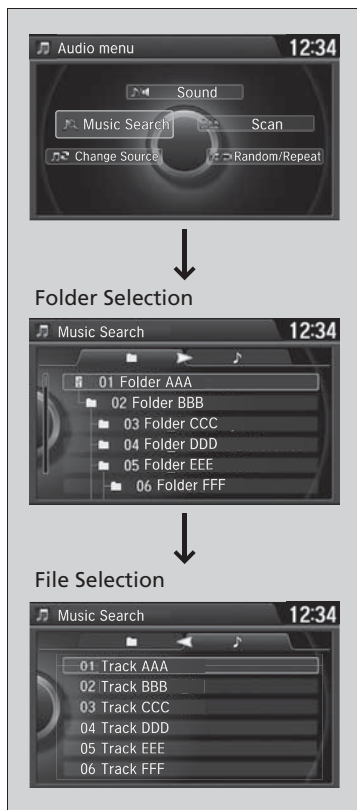 Audio menu 12:34
Sound
Music Search Scan
Change Source Random/Repeat
Folder Selection
Music Search 12:34
01 Folder AAA
02 Folder BBB
03 Folder CCC
04 Folder DDD
05 Folder EEE
06 Folder FFF
File Selection
Music Search 12:34
01 Track AAA
02 Track BBB
03 Track CCC
04 Track DDD
05 Track EEE
06 Track FFF